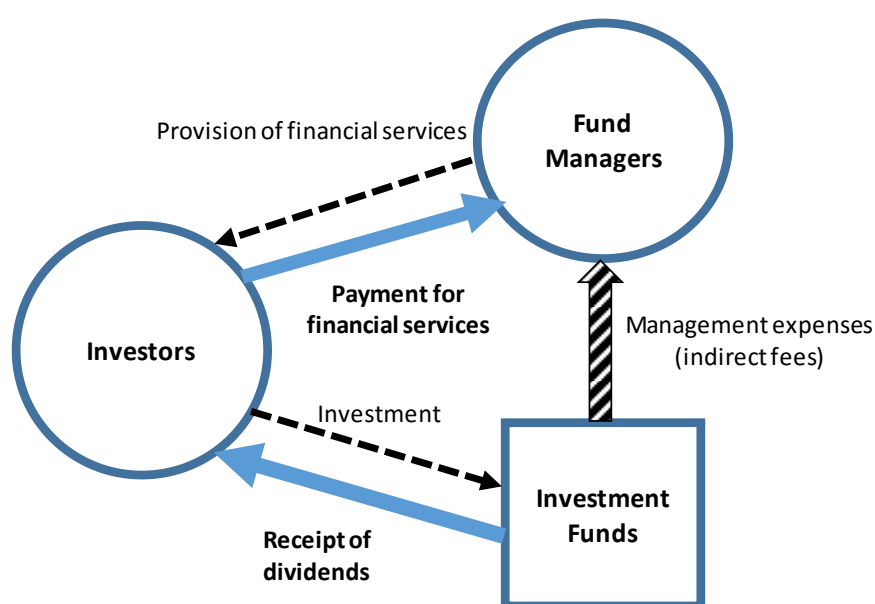 Provision of financial services
Fund
Managers
Payment for
financial services
Investors
Management expenses
(indirect fees)
Investment
Investment
Funds
Receipt of
dividends